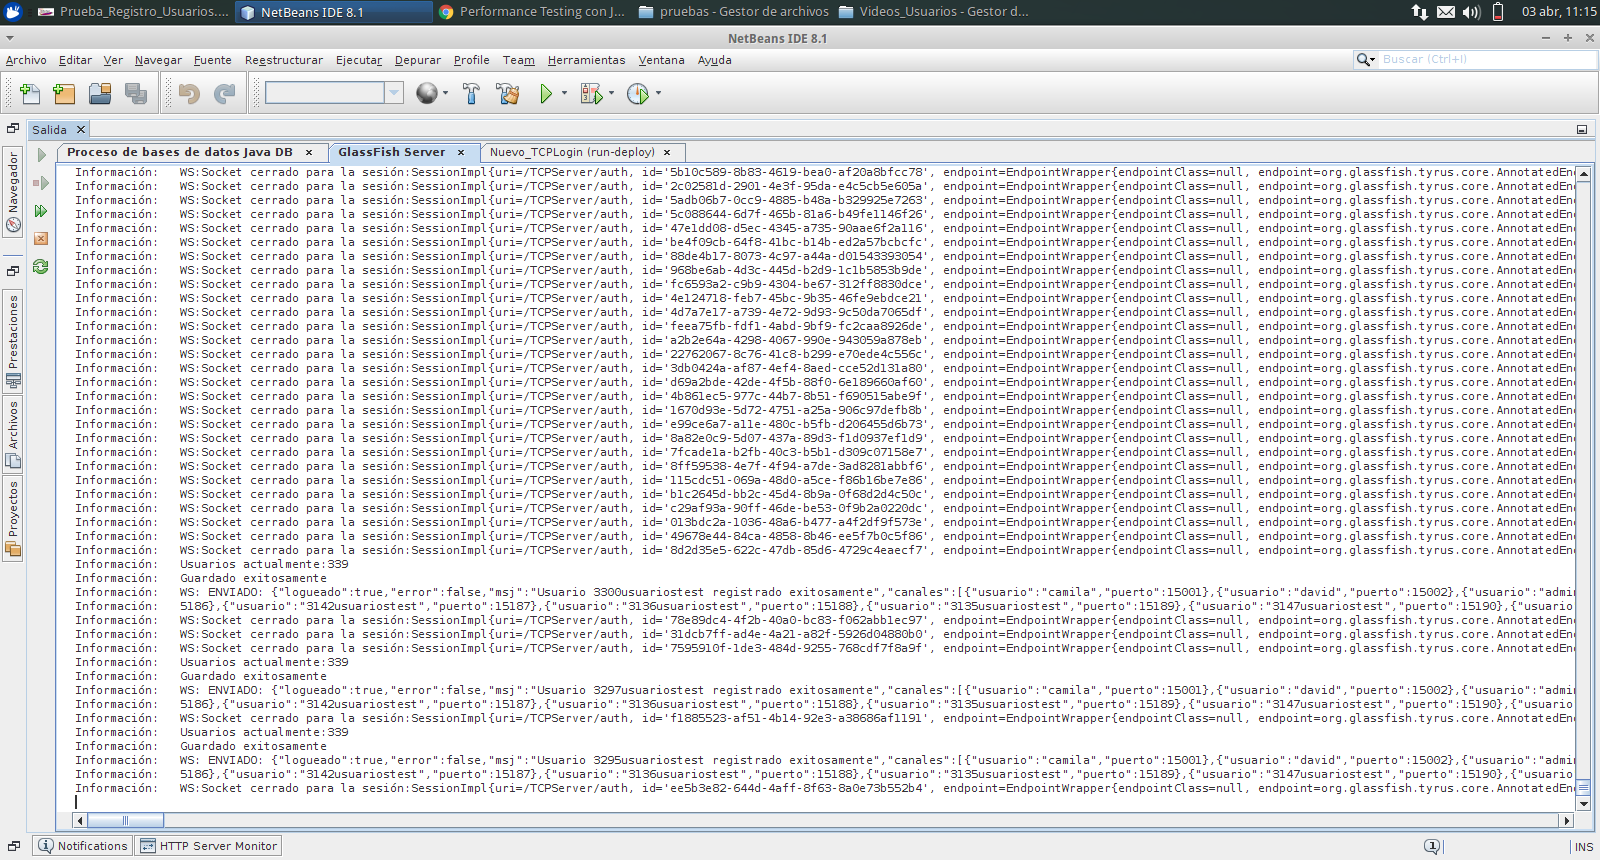 Prueba_Registro_Usuarios....
NetBeans IDE 8.1
Performance Testing con J...
pruebas - Gestor de archivos
Videos_Usuarios - Gestor d...
03 abr, 11:15
NetBeans IDE 8.1
Archivo Editar Ver Navegar Fuente Reestructurar Ejecutar Depurar Profile Team Herramientas Ventana Ayuda
Buscar (Ctrl+I)
Salida
Proceso de bases de datos Java DB
GlassFish Server
Nuevo_TCPLogin (run-deploy)
Navegador
Prestaciones
Archivos
Proyectos
Información: WS:Socket cerrado para la sesión:SessionImpl{uri=/TCPServer/auth, id='5b10c589-8b83-4619-bea0-af20a8bfcc78', endpoint=EndpointWrapper{endpointClass=null, endpoint=org.glassfish.tyrus.core.AnnotatedEnd
Información: WS:Socket cerrado para la sesión:SessionImpl{uri=/TCPServer/auth, id='2c02581d-2901-4e3f-95da-e4c5cb5e605a', endpoint=EndpointWrapper{endpointClass=null, endpoint=org.glassfish.tyrus.core.AnnotatedEnd
Información: WS:Socket cerrado para la sesión:SessionImpl{uri=/TCPServer/auth, id='5adb06b7-0cc9-4885-b48a-b329925e7263', endpoint=EndpointWrapper{endpointClass=null, endpoint=org.glassfish.tyrus.core.AnnotatedEnd
Información: WS:Socket cerrado para la sesión:SessionImpl{uri=/TCPServer/auth, id='5c088644-6d7f-465b-81a6-b49fe1146f26', endpoint=EndpointWrapper{endpointClass=null, endpoint=org.glassfish.tyrus.core.AnnotatedEnd
Información: WS:Socket cerrado para la sesión:SessionImpl{uri=/TCPServer/auth, id='47e1dd08-d5ec-4345-a735-90aae6f2a116', endpoint=EndpointWrapper{endpointClass=null, endpoint=org.glassfish.tyrus.core.AnnotatedEnd
Información: WS:Socket cerrado para la sesión:SessionImpl{uri=/TCPServer/auth, id='be4f09cb-64f8-41bc-b14b-ed2a57bcbcfc', endpoint=EndpointWrapper{endpointClass=null, endpoint=org.glassfish.tyrus.core.AnnotatedEnd
Información: WS:Socket cerrado para la sesión:SessionImpl{uri=/TCPServer/auth, id='88de4b17-8073-4c97-a44a-d01543393054', endpoint=EndpointWrapper{endpointClass=null, endpoint=org.glassfish.tyrus.core.AnnotatedEnd
Información: WS:Socket cerrado para la sesión:SessionImpl{uri=/TCPServer/auth, id='968be6ab-4d3c-445d-b2d9-1c1b5853b9de', endpoint=EndpointWrapper{endpointClass=null, endpoint=org.glassfish.tyrus.core.AnnotatedEnd
Información: WS:Socket cerrado para la sesión:SessionImpl{uri=/TCPServer/auth, id='fc6593a2-c9b9-4304-be67-312ff8830dce', endpoint=EndpointWrapper{endpointClass=null, endpoint=org.glassfish.tyrus.core.AnnotatedEnd
Información: WS:Socket cerrado para la sesión:SessionImpl{uri=/TCPServer/auth, id='4e124718-feb7-45bc-9b35-46fe9ebdce21', endpoint=EndpointWrapper{endpointClass=null, endpoint=org.glassfish.tyrus.core.AnnotatedEnd
Información: WS:Socket cerrado para la sesión:SessionImpl{uri=/TCPServer/auth, id='4d7a7e17-a739-4e72-9d93-9c50da7065df', endpoint=EndpointWrapper{endpointClass=null, endpoint=org.glassfish.tyrus.core.AnnotatedEnd
Información: WS:Socket cerrado para la sesión:SessionImpl{uri=/TCPServer/auth, id='feea75fb-fdf1-4abd-9bf9-fc2caa8926de', endpoint=EndpointWrapper{endpointClass=null, endpoint=org.glassfish.tyrus.core.AnnotatedEnd
Información: WS:Socket cerrado para la sesión:SessionImpl{uri=/TCPServer/auth, id='a2b2e64a-4298-4067-990e-943059a878eb', endpoint=EndpointWrapper{endpointClass=null, endpoint=org.glassfish.tyrus.core.AnnotatedEnd
Información: WS:Socket cerrado para la sesión:SessionImpl{uri=/TCPServer/auth, id='22762067-8c76-41c8-b299-e70ede4c556c', endpoint=EndpointWrapper{endpointClass=null, endpoint=org.glassfish.tyrus.core.AnnotatedEnd
Información: WS:Socket cerrado para la sesión:SessionImpl{uri=/TCPServer/auth, id='3db0424a-af87-4ef4-8aed-cce52d131a80', endpoint=EndpointWrapper{endpointClass=null, endpoint=org.glassfish.tyrus.core.AnnotatedEnd
Información: WS:Socket cerrado para la sesión:SessionImpl{uri=/TCPServer/auth, id='d69a2bde-42de-4f5b-88f0-6e189660af60', endpoint=EndpointWrapper{endpointClass=null, endpoint=org.glassfish.tyrus.core.AnnotatedEnd
Información: WS:Socket cerrado para la sesión:SessionImpl{uri=/TCPServer/auth, id='4b861ec5-977c-44b7-8b51-f690515abe9f', endpoint=EndpointWrapper{endpointClass=null, endpoint=org.glassfish.tyrus.core.AnnotatedEnd
Información: WS:Socket cerrado para la sesión:SessionImpl{uri=/TCPServer/auth, id='1670d93e-5d72-4751-a25a-906c97defb8b', endpoint=EndpointWrapper{endpointClass=null, endpoint=org.glassfish.tyrus.core.AnnotatedEnd
Información: WS:Socket cerrado para la sesión:SessionImpl{uri=/TCPServer/auth, id='e99ce6a7-a11e-480c-b5fb-d206455d6b73', endpoint=EndpointWrapper{endpointClass=null, endpoint=org.glassfish.tyrus.core.AnnotatedEnd
Información: WS:Socket cerrado para la sesión:SessionImpl{uri=/TCPServer/auth, id='8a82e0c9-5d07-437a-89d3-f1d0937ef1d9', endpoint=EndpointWrapper{endpointClass=null, endpoint=org.glassfish.tyrus.core.AnnotatedEnd
Información: WS:Socket cerrado para la sesión:SessionImpl{uri=/TCPServer/auth, id='7fcade1a-b2fb-40c3-b5b1-d309c07158e7', endpoint=EndpointWrapper{endpointClass=null, endpoint=org.glassfish.tyrus.core.AnnotatedEnd
Información: WS:Socket cerrado para la sesión:SessionImpl{uri=/TCPServer/auth, id='8ff59538-4e7f-4f94-a7de-3ad8281abbf6', endpoint=EndpointWrapper{endpointClass=null, endpoint=org.glassfish.tyrus.core.AnnotatedEnd
Información: WS:Socket cerrado para la sesión:SessionImpl{uri=/TCPServer/auth, id='115cdc51-069a-48d0-a5ce-f86b16be7e86', endpoint=EndpointWrapper{endpointClass=null, endpoint=org.glassfish.tyrus.core.AnnotatedEnd
Información: WS:Socket cerrado para la sesión:SessionImpl{uri=/TCPServer/auth, id='b1c2645d-bb2c-45d4-8b9a-0f68d2d4c50c', endpoint=EndpointWrapper{endpointClass=null, endpoint=org.glassfish.tyrus.core.AnnotatedEnd
Información: WS:Socket cerrado para la sesión:SessionImpl{uri=/TCPServer/auth, id='c29af93a-90ff-46de-be53-0f9b2a0220dc', endpoint=EndpointWrapper{endpointClass=null, endpoint=org.glassfish.tyrus.core.AnnotatedEnd
Información: WS:Socket cerrado para la sesión:SessionImpl{uri=/TCPServer/auth, id='013bdc2a-1036-48a6-b477-a4f2df9f573e', endpoint=EndpointWrapper{endpointClass=null, endpoint=org.glassfish.tyrus.core.AnnotatedEnd
Información: WS:Socket cerrado para la sesión:SessionImpl{uri=/TCPServer/auth, id='49678e44-84ca-4858-8b46-ee5f7b0c5f86', endpoint=EndpointWrapper{endpointClass=null, endpoint=org.glassfish.tyrus.core.AnnotatedEnd
Información: WS:Socket cerrado para la sesión:SessionImpl{uri=/TCPServer/auth, id='8d2d35e5-622c-47db-85d6-4729c4eaecf7', endpoint=EndpointWrapper{endpointClass=null, endpoint=org.glassfish.tyrus.core.AnnotatedEnd
Información: Usuarios actualmente:339
Información: Guardado exitosamente
Información: WS: ENVIADO: {"logueado":true,"error":false,"msj":"Usuario 3300usuariostest registrado exitosamente","canales":[{"usuario":"camila","puerto":15001},{"usuario":"david","puerto":15002},{"usuario":"admin
Información: 5186},{"usuario":"3142usuariostest","puerto":15187},{"usuario":"3136usuariostest","puerto":15188},{"usuario":"3135usuariostest","puerto":15189},{"usuario":"3147usuariostest","puerto":15190},{"usuario
Información: WS:Socket cerrado para la sesión:SessionImpl{uri=/TCPServer/auth, id='78e89dc4-4f2b-40a0-bc83-f062abb1ec97', endpoint=EndpointWrapper{endpointClass=null, endpoint=org.glassfish.tyrus.core.AnnotatedEnd
Información: WS:Socket cerrado para la sesión:SessionImpl{uri=/TCPServer/auth, id='31dcb7ff-ad4e-4a21-a82f-5926d04880b0', endpoint=EndpointWrapper{endpointClass=null, endpoint=org.glassfish.tyrus.core.AnnotatedEnd
Información: WS:Socket cerrado para la sesión:SessionImpl{uri=/TCPServer/auth, id='7595910f-1de3-484d-9255-768cdf7f8a9f', endpoint=EndpointWrapper{endpointClass=null, endpoint=org.glassfish.tyrus.core.AnnotatedEnd
Información: Usuarios actualmente:339
Información: Guardado exitosamente
Información: WS: ENVIADO: {"logueado":true,"error":false,"msj":"Usuario 3297usuariostest registrado exitosamente","canales":[{"usuario":"camila","puerto":15001},{"usuario":"david","puerto":15002},{"usuario":"admin
Información: 5186},{"usuario":"3142usuariostest","puerto":15187},{"usuario":"3136usuariostest","puerto":15188},{"usuario":"3135usuariostest","puerto":15189},{"usuario":"3147usuariostest","puerto":15190},{"usuario
Información: WS:Socket cerrado para la sesión:SessionImpl{uri=/TCPServer/auth, id='f1885523-af51-4b14-92e3-a38686af1191', endpoint=EndpointWrapper{endpointClass=null, endpoint=org.glassfish.tyrus.core.AnnotatedEnd
Información: Usuarios actualmente:339
Información: Guardado exitosamente
Información: WS: ENVIADO: {"logueado":true,"error":false,"msj":"Usuario 3295usuariostest registrado exitosamente","canales":[{"usuario":"camila","puerto":15001},{"usuario":"david","puerto":15002},{"usuario":"admin
Información: 5186},{"usuario":"3142usuariostest","puerto":15187},{"usuario":"3136usuariostest","puerto":15188},{"usuario":"3135usuariostest","puerto":15189},{"usuario":"3147usuariostest","puerto":15190},{"usuario
Información: WS:Socket cerrado para la sesión:SessionImpl{uri=/TCPServer/auth, id='ee5b3e82-644d-4aff-8f63-8a0e73b552b4', endpoint=EndpointWrapper{endpointClass=null, endpoint=org.glassfish.tyrus.core.AnnotatedEnd
Notifications
HTTP Server Monitor
1
INS